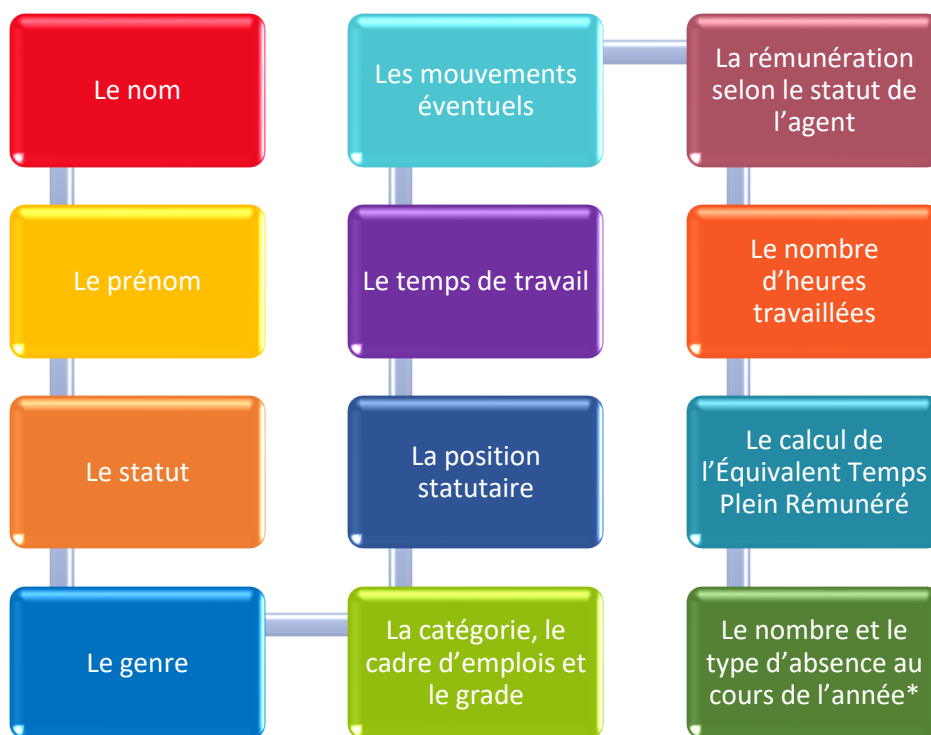 Le nom
Le prénom
Le statut
Le genre
La catégorie, le
cadre d’emplois et
le grade
La position
statutaire
Le temps de travail
Les mouvements
éventuels
La rémunération
selon le statut de
l’agent
Le nombre
d’heures
travaillées
Le calcul de
l’Équivalent Temps
Plein Rémunéré
Le nombre et le
type d’absence au
cours de l’année*